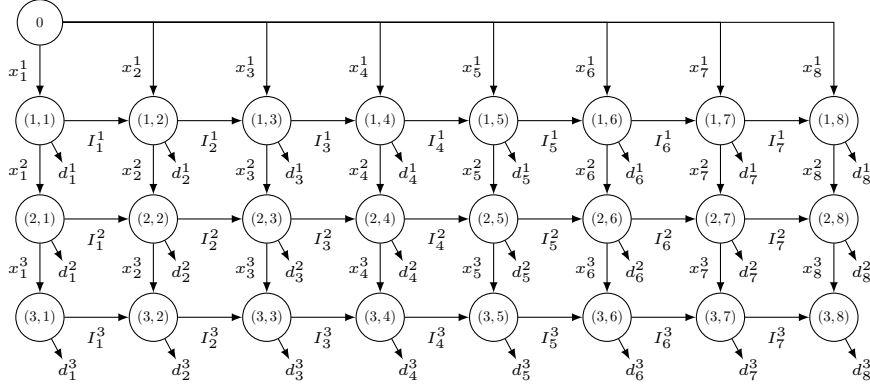 0
x_1^1 x_2^1 x_3^1 x_4^1 x_5^1 x_6^1 x_7^1 x_8^1
(1, 1) (1, 2) (1, 3) (1, 4) (1, 5) (1, 6) (1, 7) (1, 8)
I_1^1 I_2^1 I_3^1 I_4^1 I_5^1 I_6^1 I_7^1
x_1^2 d_1^1 x_2^2 d_2^1 x_3^2 d_3^1 x_4^2 d_4^1 x_5^2 d_5^1 x_6^2 d_6^1 x_7^2 d_7^1 x_8^2 d_8^1
(2, 1) (2, 2) (2, 3) (2, 4) (2, 5) (2, 6) (2, 7) (2, 8)
I_1^2 I_2^2 I_3^2 I_4^2 I_5^2 I_6^2 I_7^2
x_1^3 d_1^2 x_2^3 d_2^2 x_3^3 d_3^2 x_4^3 d_4^2 x_5^3 d_5^2 x_6^3 d_6^2 x_7^3 d_7^2 x_8^3 d_8^2
(3, 1) (3, 2) (3, 3) (3, 4) (3, 5) (3, 6) (3, 7) (3, 8)
I_1^3 I_2^3 I_3^3 I_4^3 I_5^3 I_6^3 I_7^3
d_1^3 d_2^3 d_3^3 d_4^3 d_5^3 d_6^3 d_7^3 d_8^3